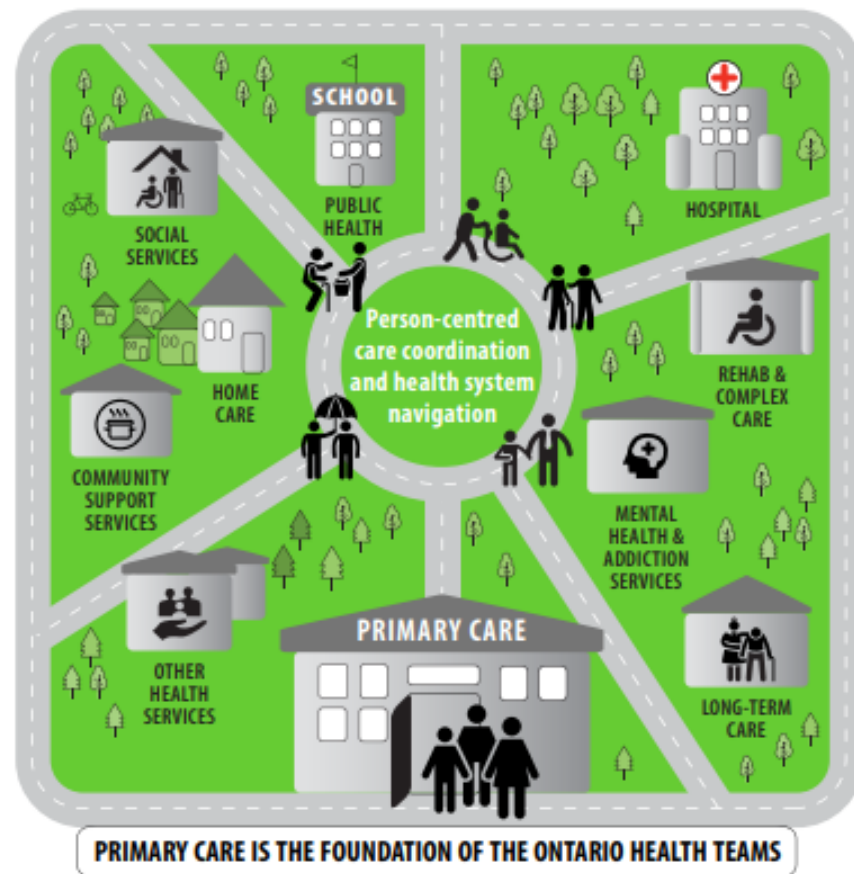 SCHOOL
PUBLIC
HEALTH
HOSPITAL
SOCIAL
SERVICES
Person-centred
care coordination
and health system
navigation
HOME
CARE
REHAB &
COMPLEX
CARE
COMMUNITY
SUPPORT
SERVICES
MENTAL
HEALTH &
ADDICTION
SERVICES
OTHER
HEALTH
SERVICES
PRIMARY CARE
LONG-TERM
CARE
PRIMARY CARE IS THE FOUNDATION OF THE ONTARIO HEALTH TEAMS